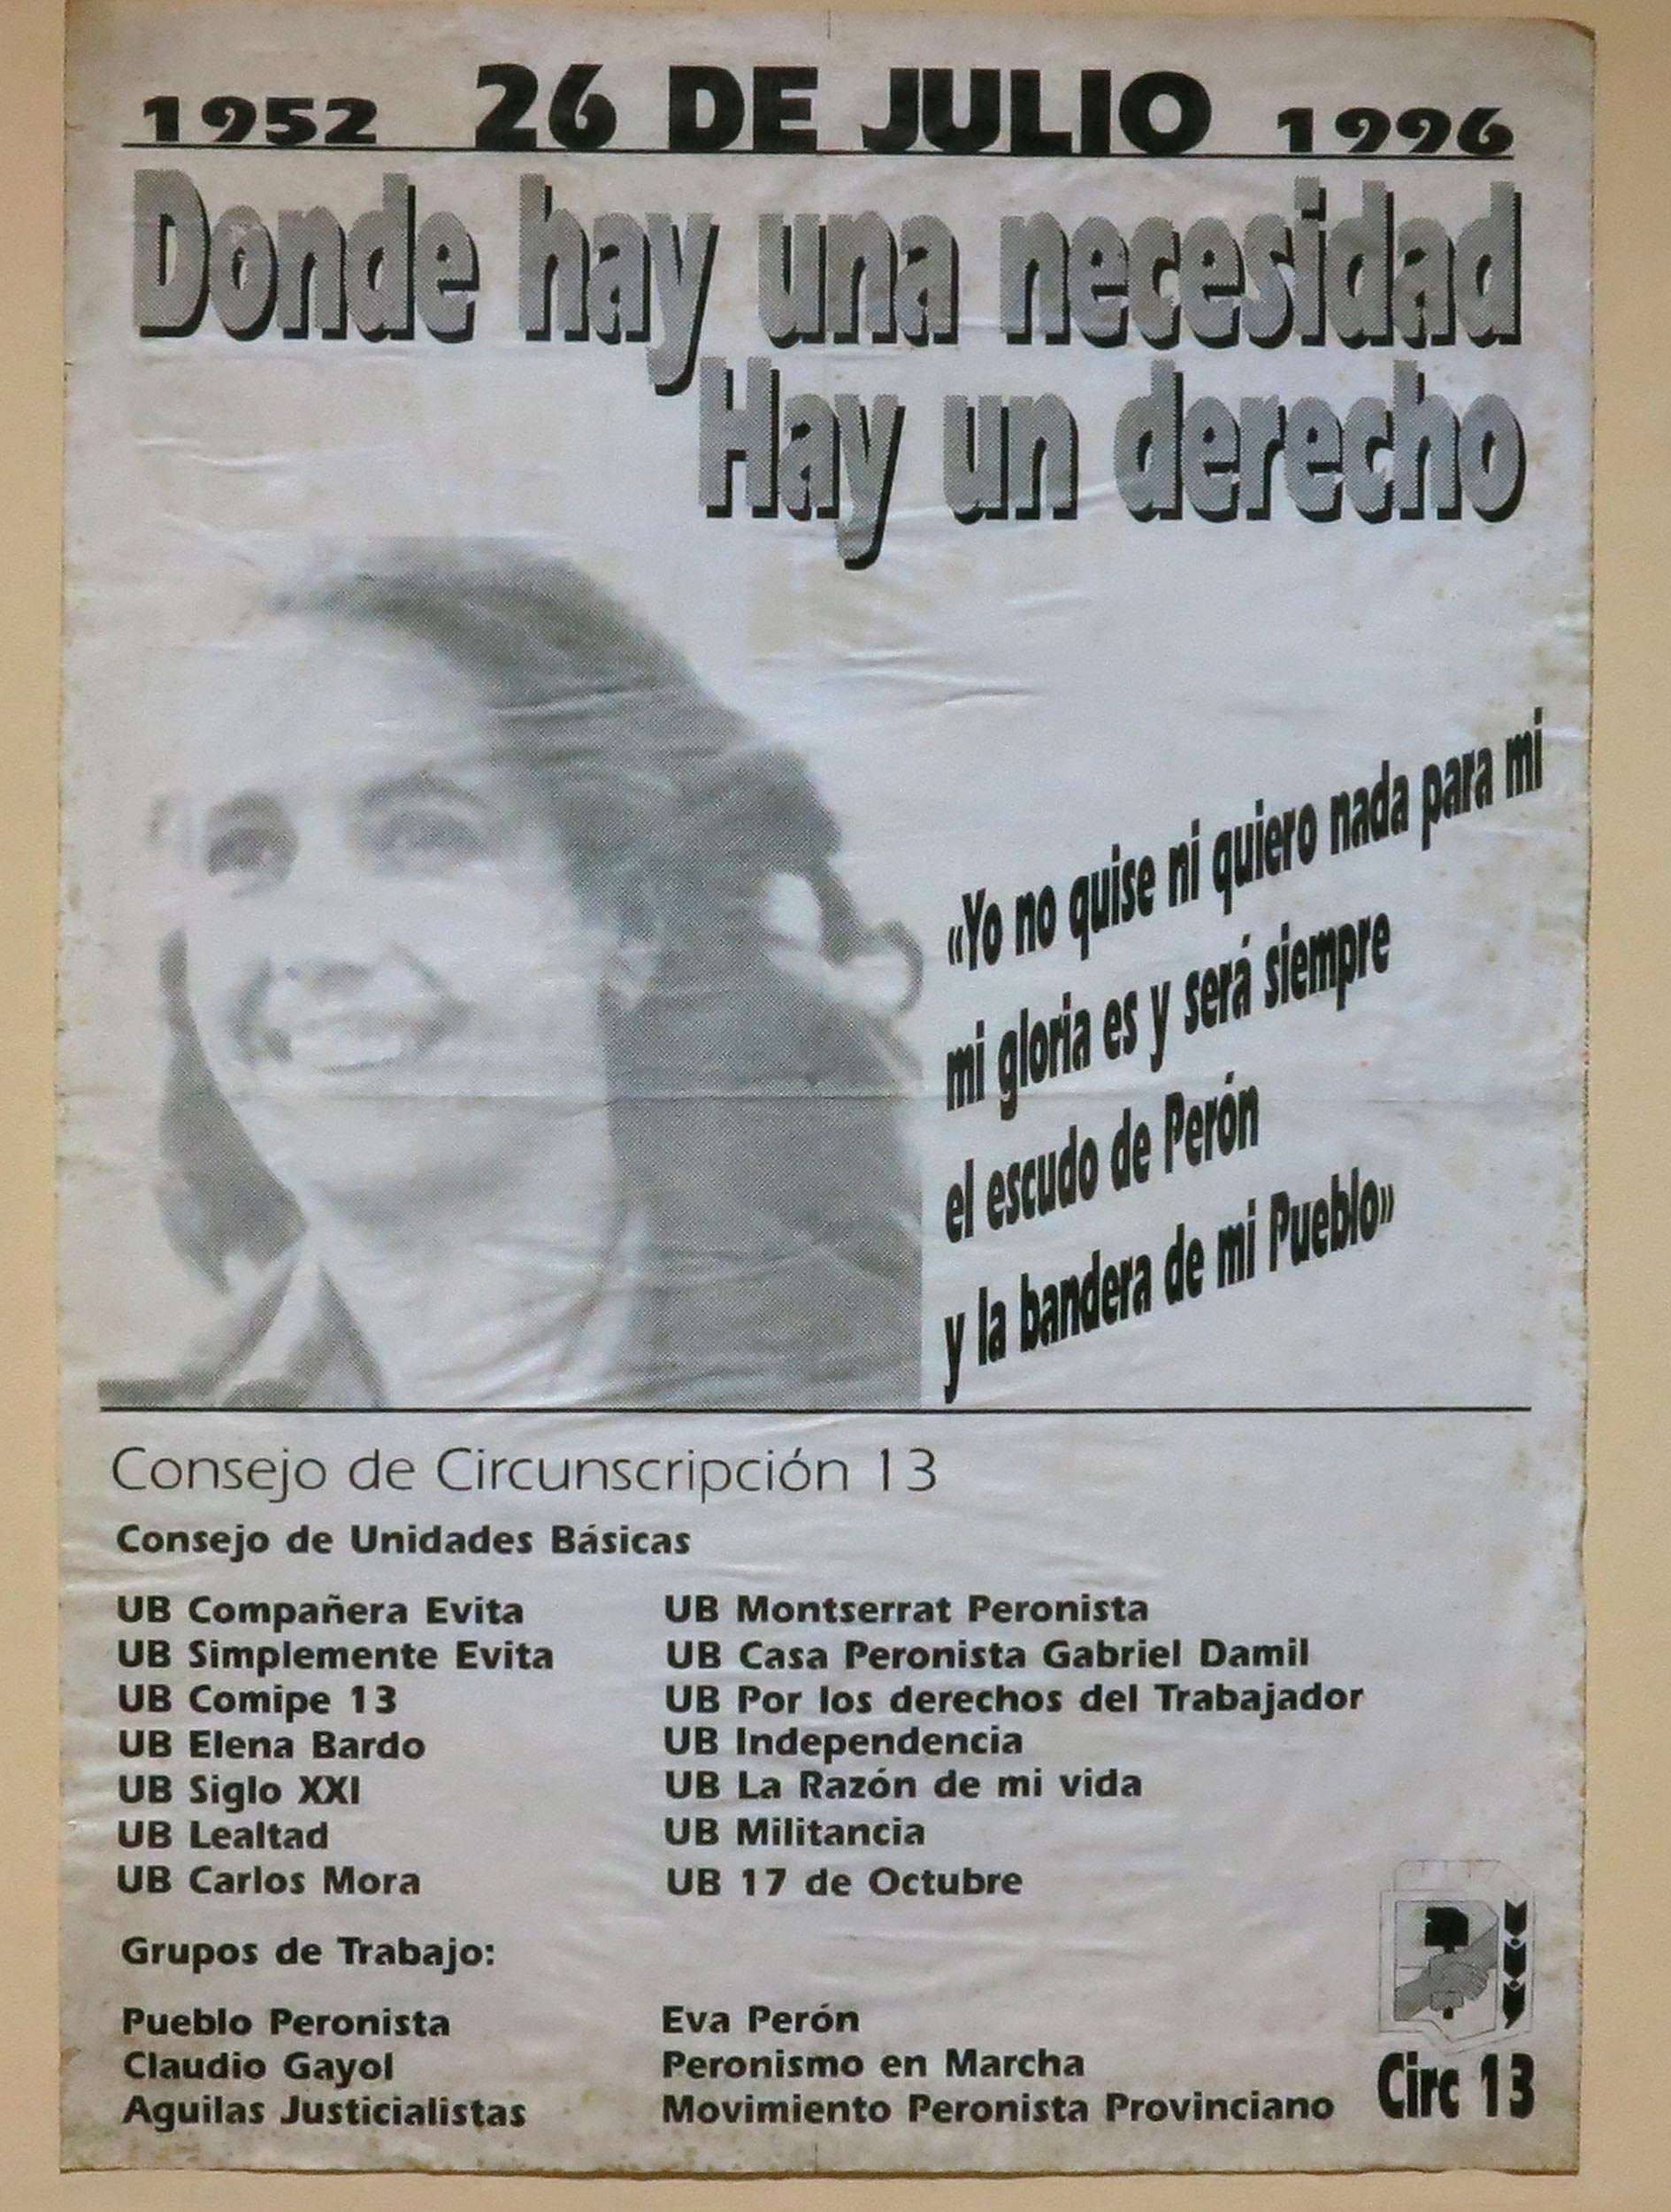 1952 26 DE JULIO 1996
Donde hay una necesidad
Hay un derecho
«Yo no quise ni quiero nada para mi
mi gloria es y será siempre
el escudo de Perón
y la bandera de mi Pueblo»
Consejo de Circunscripción 13
Consejo de Unidades Básicas
UB Compañera Evita
UB Simplemente Evita
UB Comipe 13
UB Elena Bardo
UB Siglo XXI
UB Lealtad
UB Carlos Mora
UB Montserrat Peronista
UB Casa Peronista Gabriel Damil
UB Por los derechos del Trabajador
UB Independencia
UB La Razón de mi vida
UB Militancia
UB 17 de Octubre
Grupos de Trabajo:
Pueblo Peronista
Claudio Gayol
Aguilas Justicialistas
Eva Perón
Peronismo en Marcha
Movimiento Peronista Provinciano
Circ 13